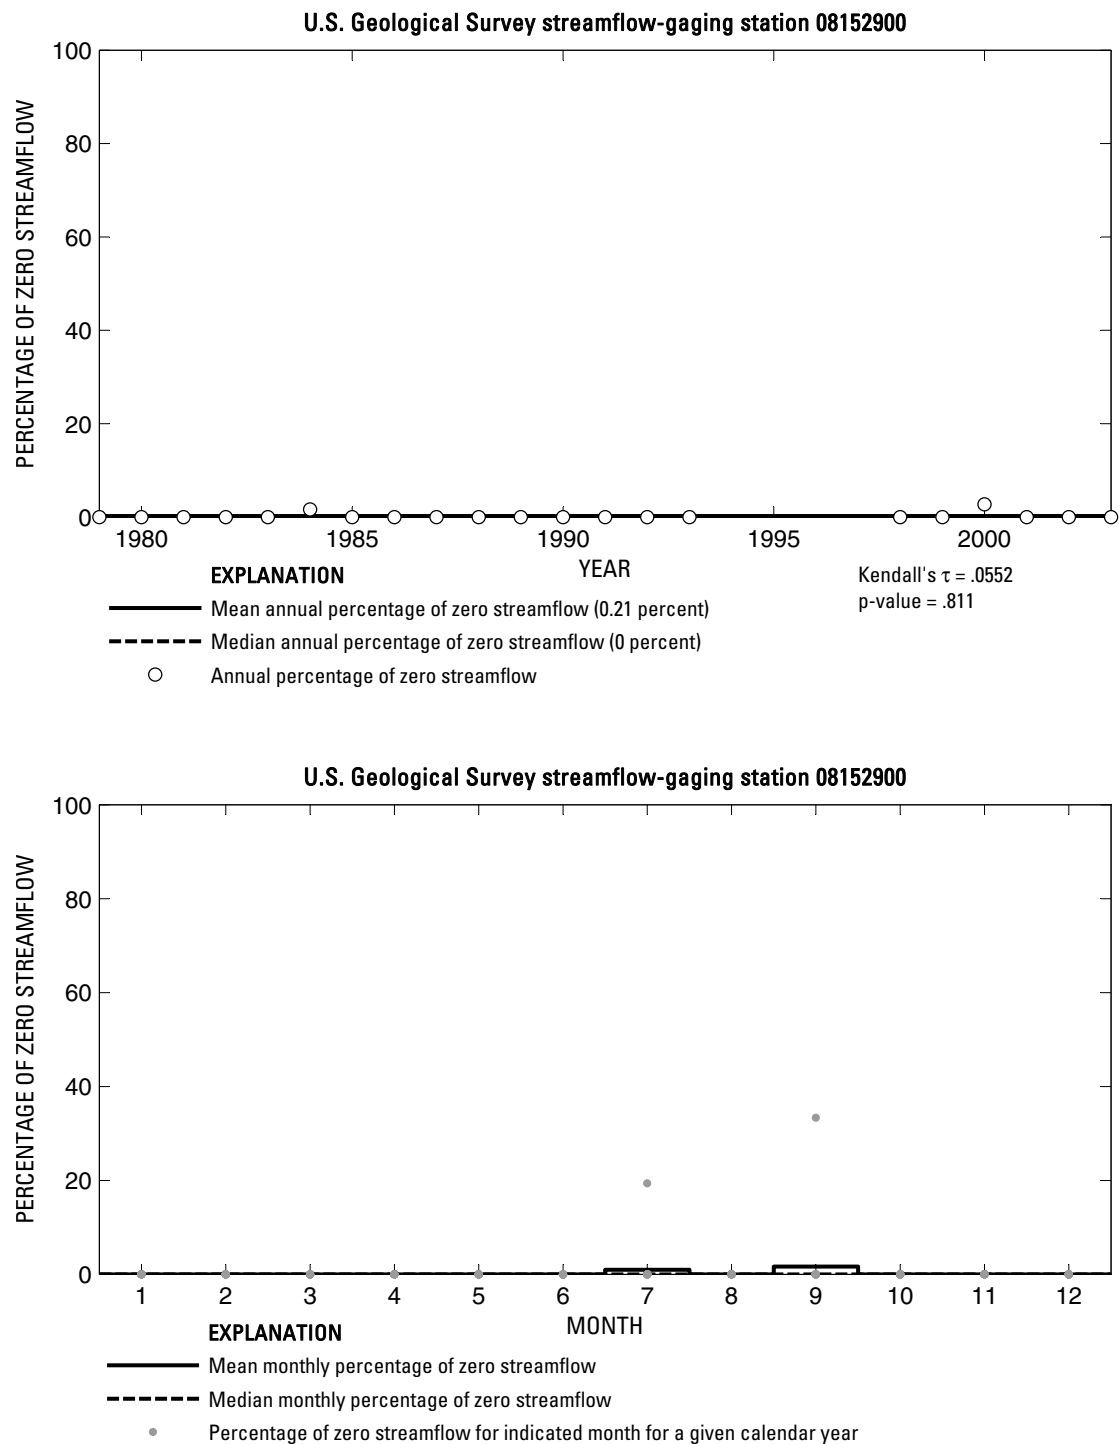 U.S. Geological Survey streamflow-gaging station 08152900
100
80
60
40
20
0
PERCENTAGE OF ZERO STREAMFLOW
1980 1985 1990 1995 2000
YEAR
EXPLANATION
Mean annual percentage of zero streamflow (0.21 percent)
Median annual percentage of zero streamflow (0 percent)
Annual percentage of zero streamflow
Kendall's τ = .0552
p-value = .811
U.S. Geological Survey streamflow-gaging station 08152900
100
80
60
40
20
0
PERCENTAGE OF ZERO STREAMFLOW
1 2 3 4 5 6 7 8 9 10 11 12
MONTH
EXPLANATION
Mean monthly percentage of zero streamflow
Median monthly percentage of zero streamflow
Percentage of zero streamflow for indicated month for a given calendar year